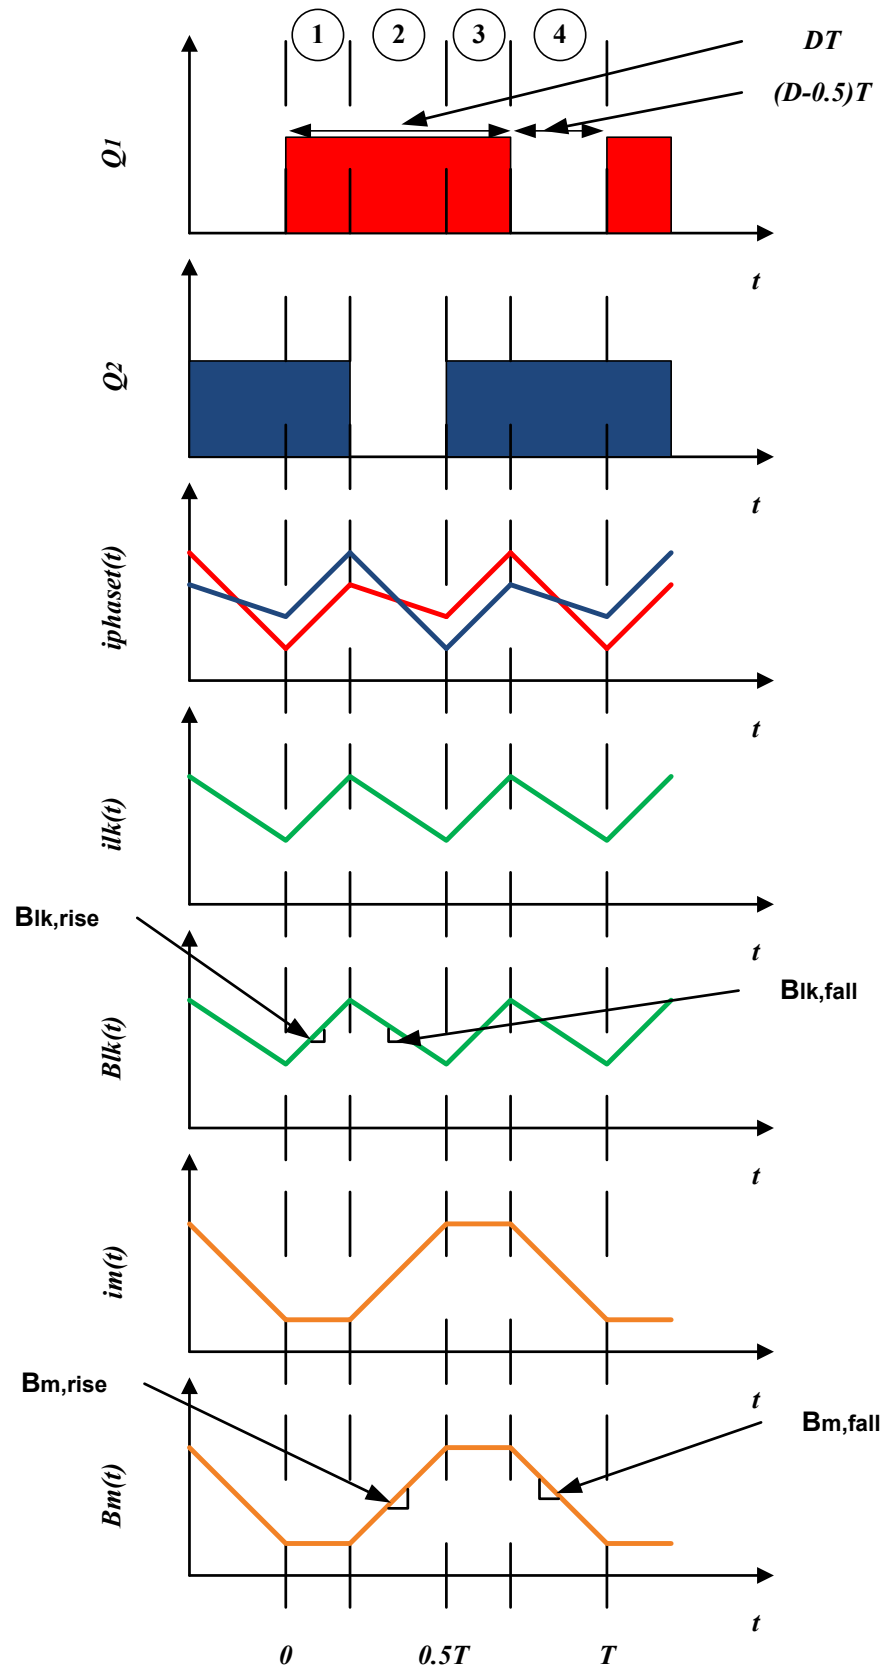 1 2 3 4
DT
(D-0.5)T
Q1
t
Q2
t
iphaset(t)
t
ilk(t)
Blk,rise
t
Blk,fall
Blk(t)
t
im(t)
Bm,rise
t
Bm,fall
Bm(t)
t
0 0.5T T